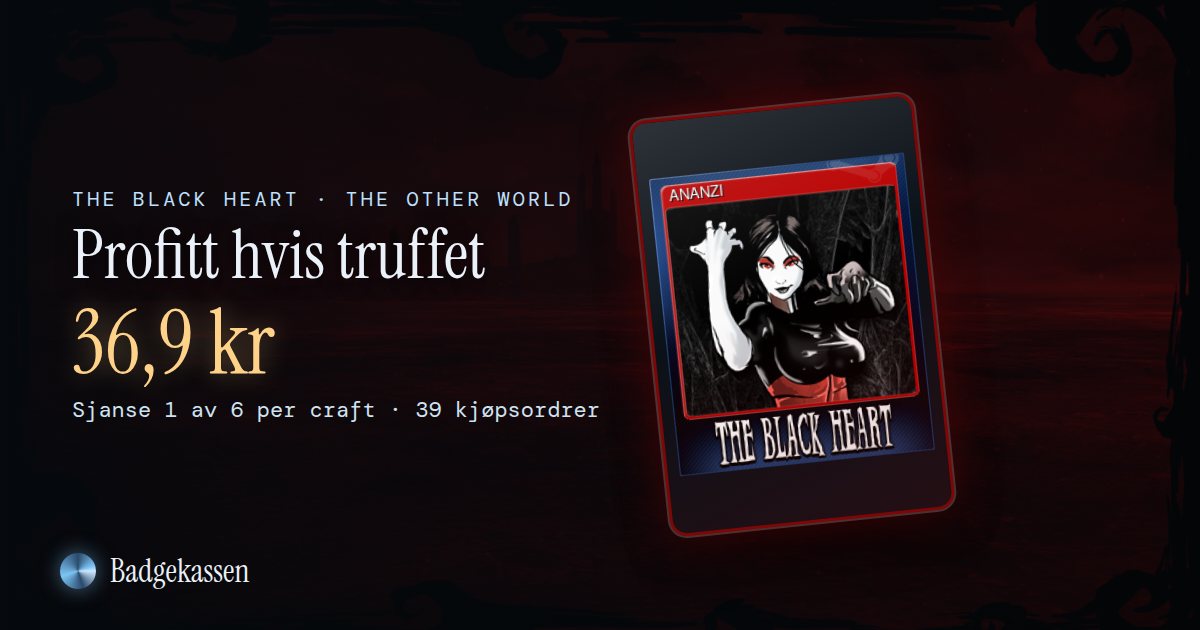 THE BLACK HEART · THE OTHER WORLD
Profitt hvis truffet
36,9 kr
Sjanse 1 av 6 per craft · 39 kjøpsordrer
ANANZI
THE BLACK HEART
Badgekassen